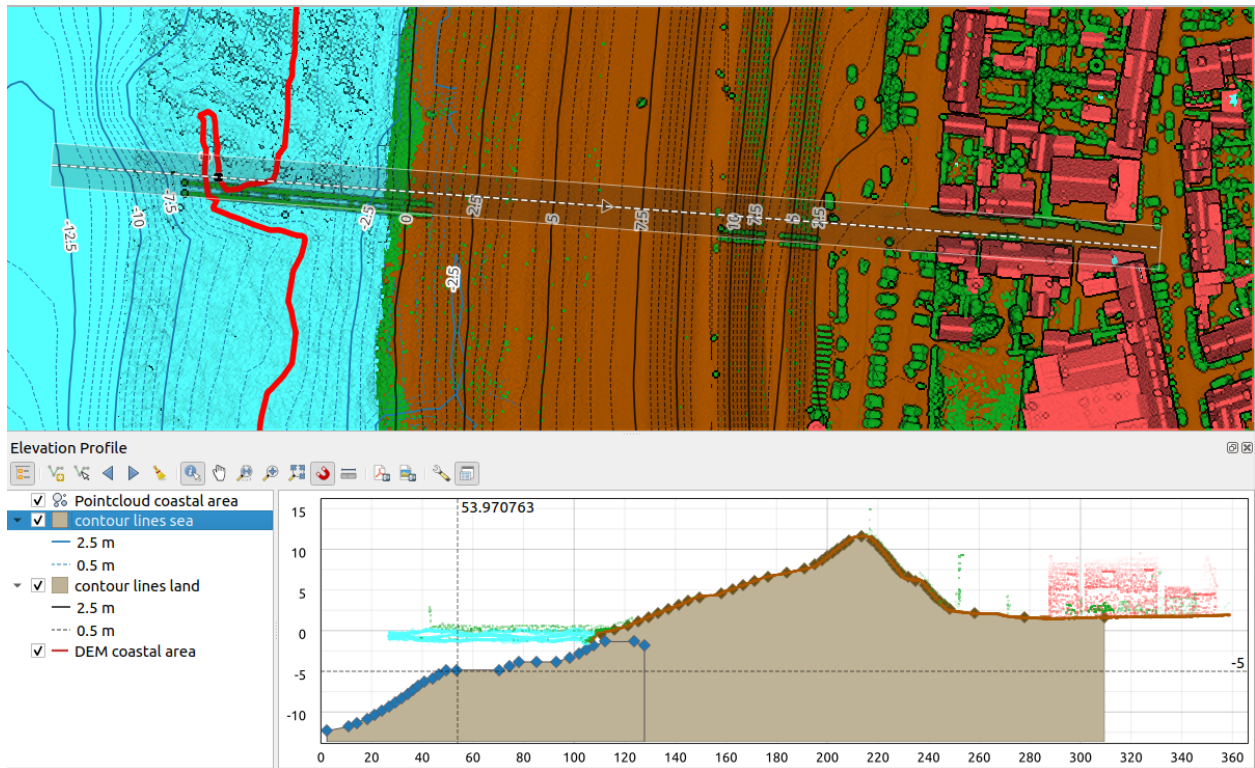 -12.5
-10
-7.5
-2.5
0
2.5
-2.5
5
7.5
10
7.5
5
2.5
Elevation Profile
Pointcloud coastal area
contour lines sea
2.5 m
0.5 m
contour lines land
2.5 m
0.5 m
DEM coastal area
53.970763
15
10
5
0
-5
-10
-5
0 20 40 60 80 100 120 140 160 180 200 220 240 260 280 300 320 340 360